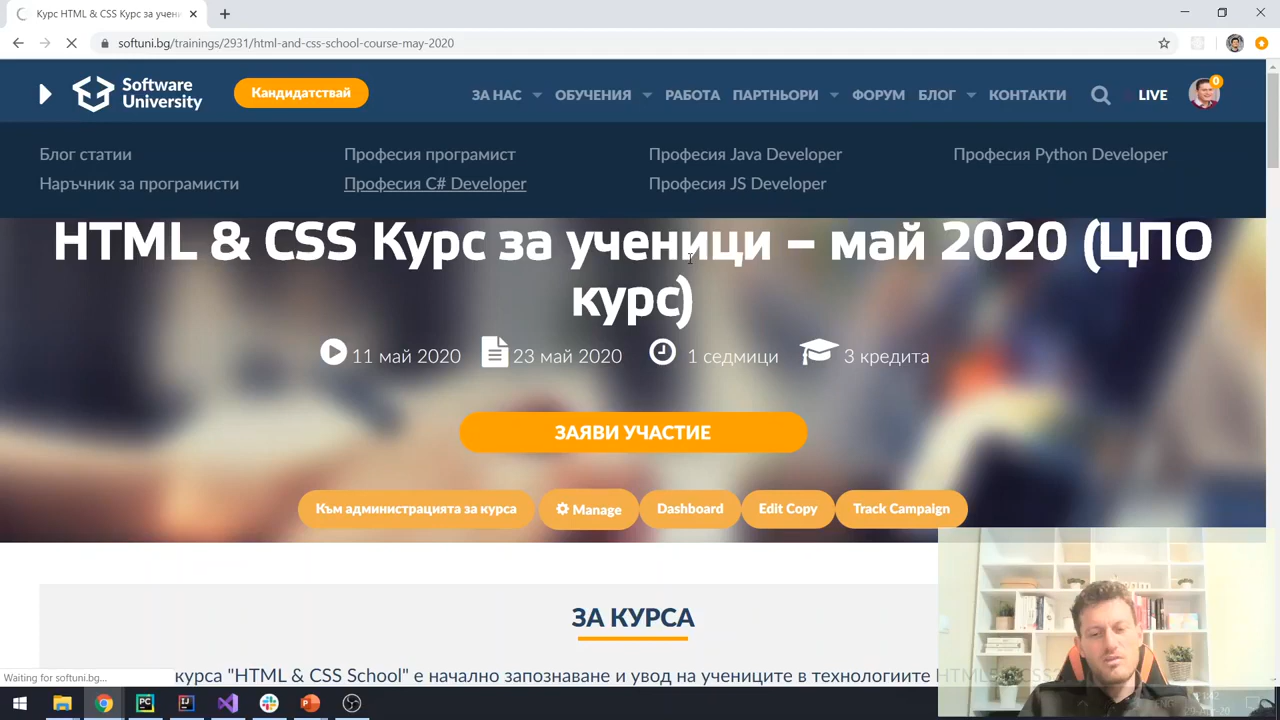 Курс HTML & CSS Курс за учени
softuni.bg/trainings/2931/html-and-css-school-course-may-2020
Software
University
Кандидатствай
ЗА НАС
ОБУЧЕНИЯ
РАБОТА
ПАРТНЬОРИ
ФОРУМ
БЛОГ
КОНТАКТИ
LIVE
0
Блог статии
Професия програмист
Професия Java Developer
Професия Python Developer
Наръчник за програмисти
Професия C# Developer
Професия JS Developer
HTML & CSS Курс за ученици – май 2020 (ЦПО
курс)
11 май 2020
23 май 2020
1 седмици
3 кредита
ЗАЯВИ УЧАСТИЕ
Към администрацията за курса
Manage
Dashboard
Edit Copy
Track Campaign
ЗА КУРСА
курса "HTML & CSS School" е начално запознаване и увод на учениците в технологиите
Waiting for softuni.bg...